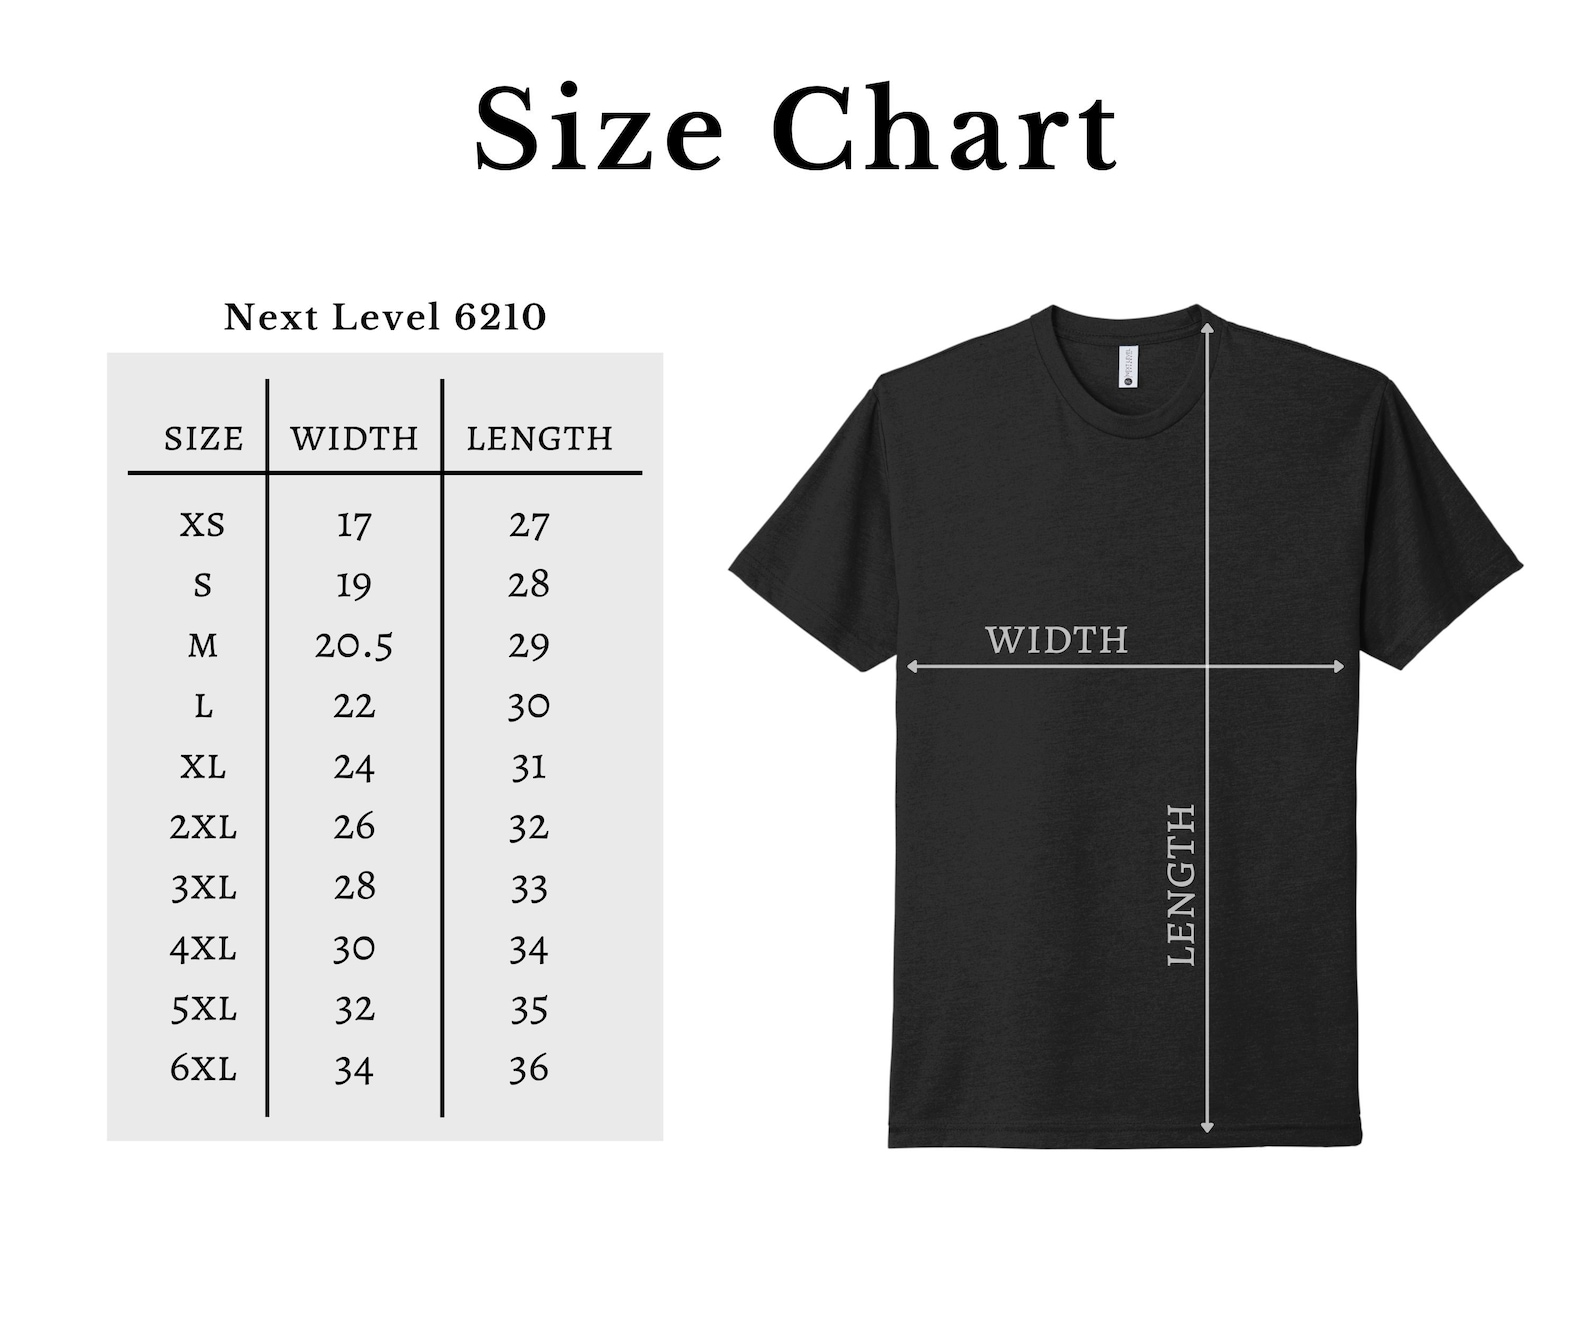 Size Chart
Next Level 6210
SIZE WIDTH LENGTH
XS 17 27
S 19 28
M 20.5 29
L 22 30
XL 24 31
2XL 26 32
3XL 28 33
4XL 30 34
5XL 32 35
6XL 34 36
WIDTH
LENGTH